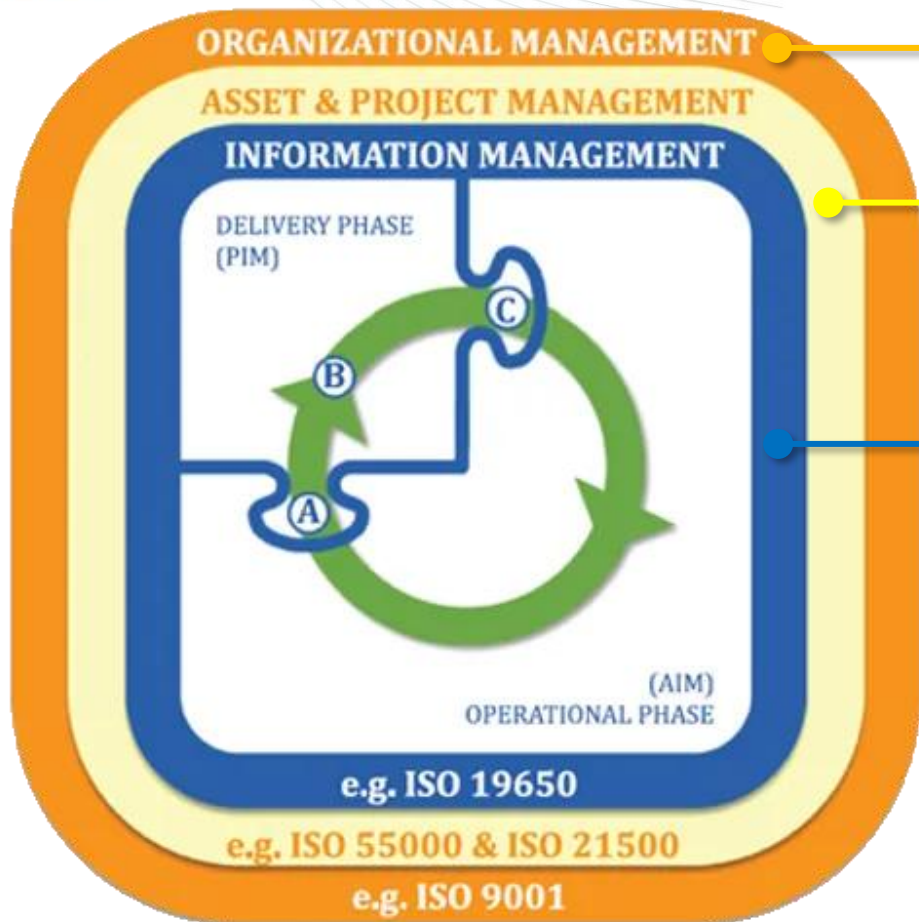 ORGANIZATIONAL MANAGEMENT
ASSET & PROJECT MANAGEMENT
INFORMATION MANAGEMENT
DELIVERY PHASE
(PIM)
C
B
A
(AIM)
OPERATIONAL PHASE
e.g. ISO 19650
e.g. ISO 55000 & ISO 21500
e.g. ISO 9001